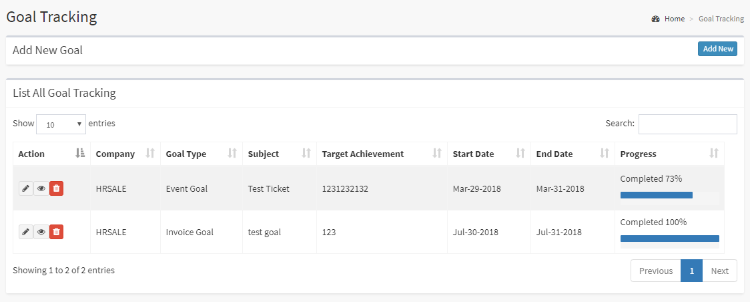 Goal Tracking
Home > Goal Tracking
Add New Goal
Add New
List All Goal Tracking
Show 10 entries
Search:
Action Company Goal Type Subject Target Achievement Start Date End Date Progress
HRSALE Event Goal Test Ticket 1231232132 Mar-29-2018 Mar-31-2018 Completed 73%
HRSALE Invoice Goal test goal 123 Jul-30-2018 Jul-31-2018 Completed 100%
Showing 1 to 2 of 2 entries
Previous 1 Next